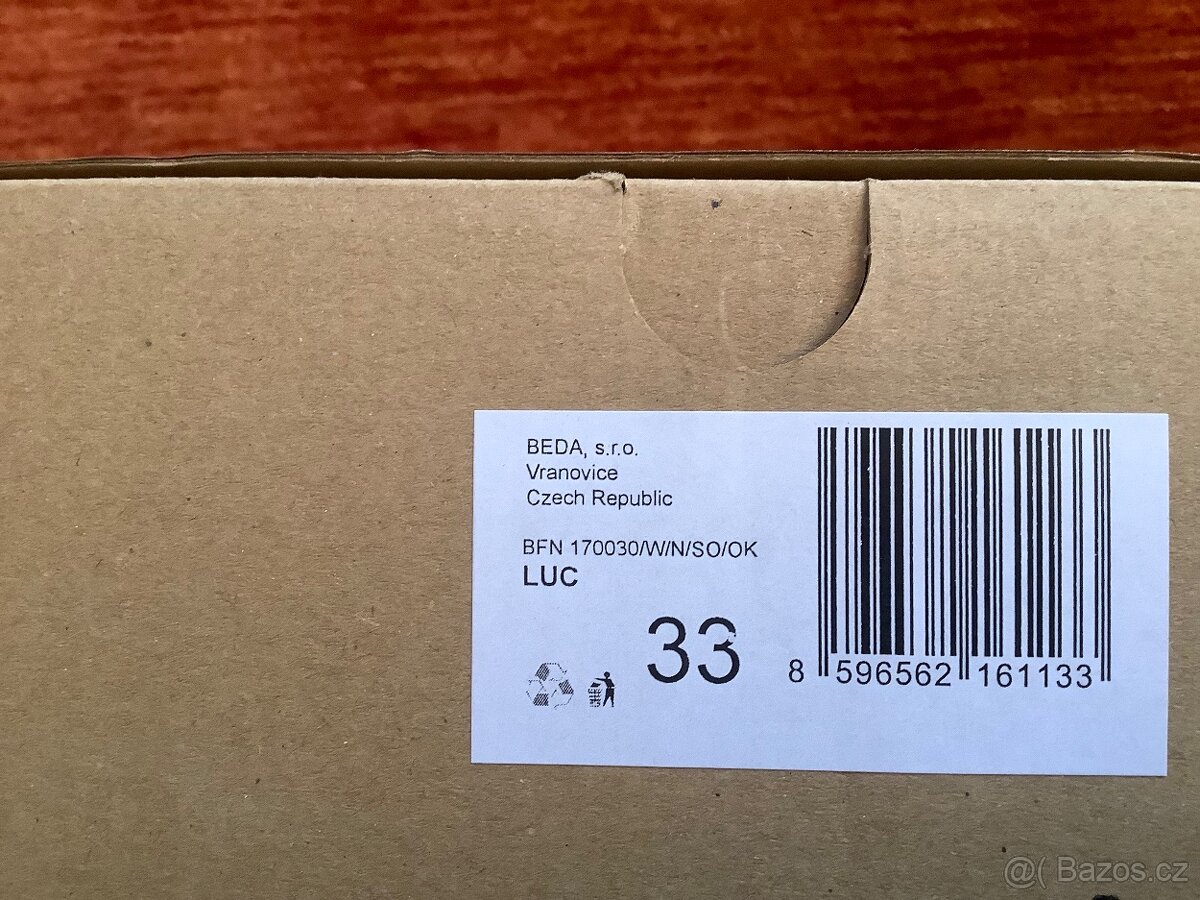 BEDA, s.r.o.
Vranovice
Czech Republic
BFN 170030/W/N/SO/OK
LUC
33
8 596562 161133
@( Bazos.cz